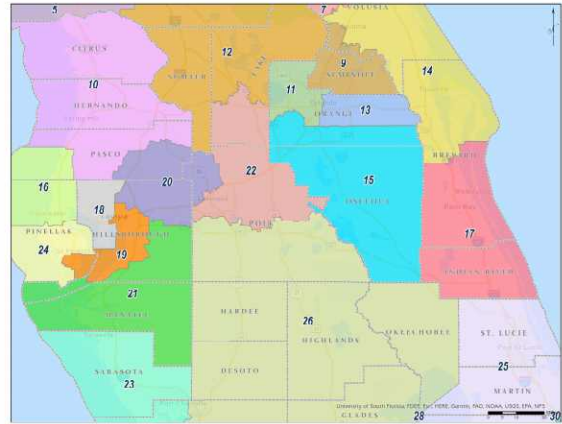 5
7
VOLUSIA
CITRUS
12
9
SUMTER
LAKE
SEMINOLE
14
10
11
HERNANDO
ORANGE
13
PASCO
BREVARD
16
20
22
15
18
OSCEOLA
17
PINELLAS
POLK
HILLSBOROUGH
24
19
INDIAN RIVER
21
MANATEE
HARDEE
26
OKEECHOBEE
ST. LUCIE
HIGHLANDS
SARASOTA
DESOTO
25
23
MARTIN
University of South Florida, FDEP, Esri, HERE, Garmin, FAO, NOAA, USGS, EPA, NPS
GLADES
28
30